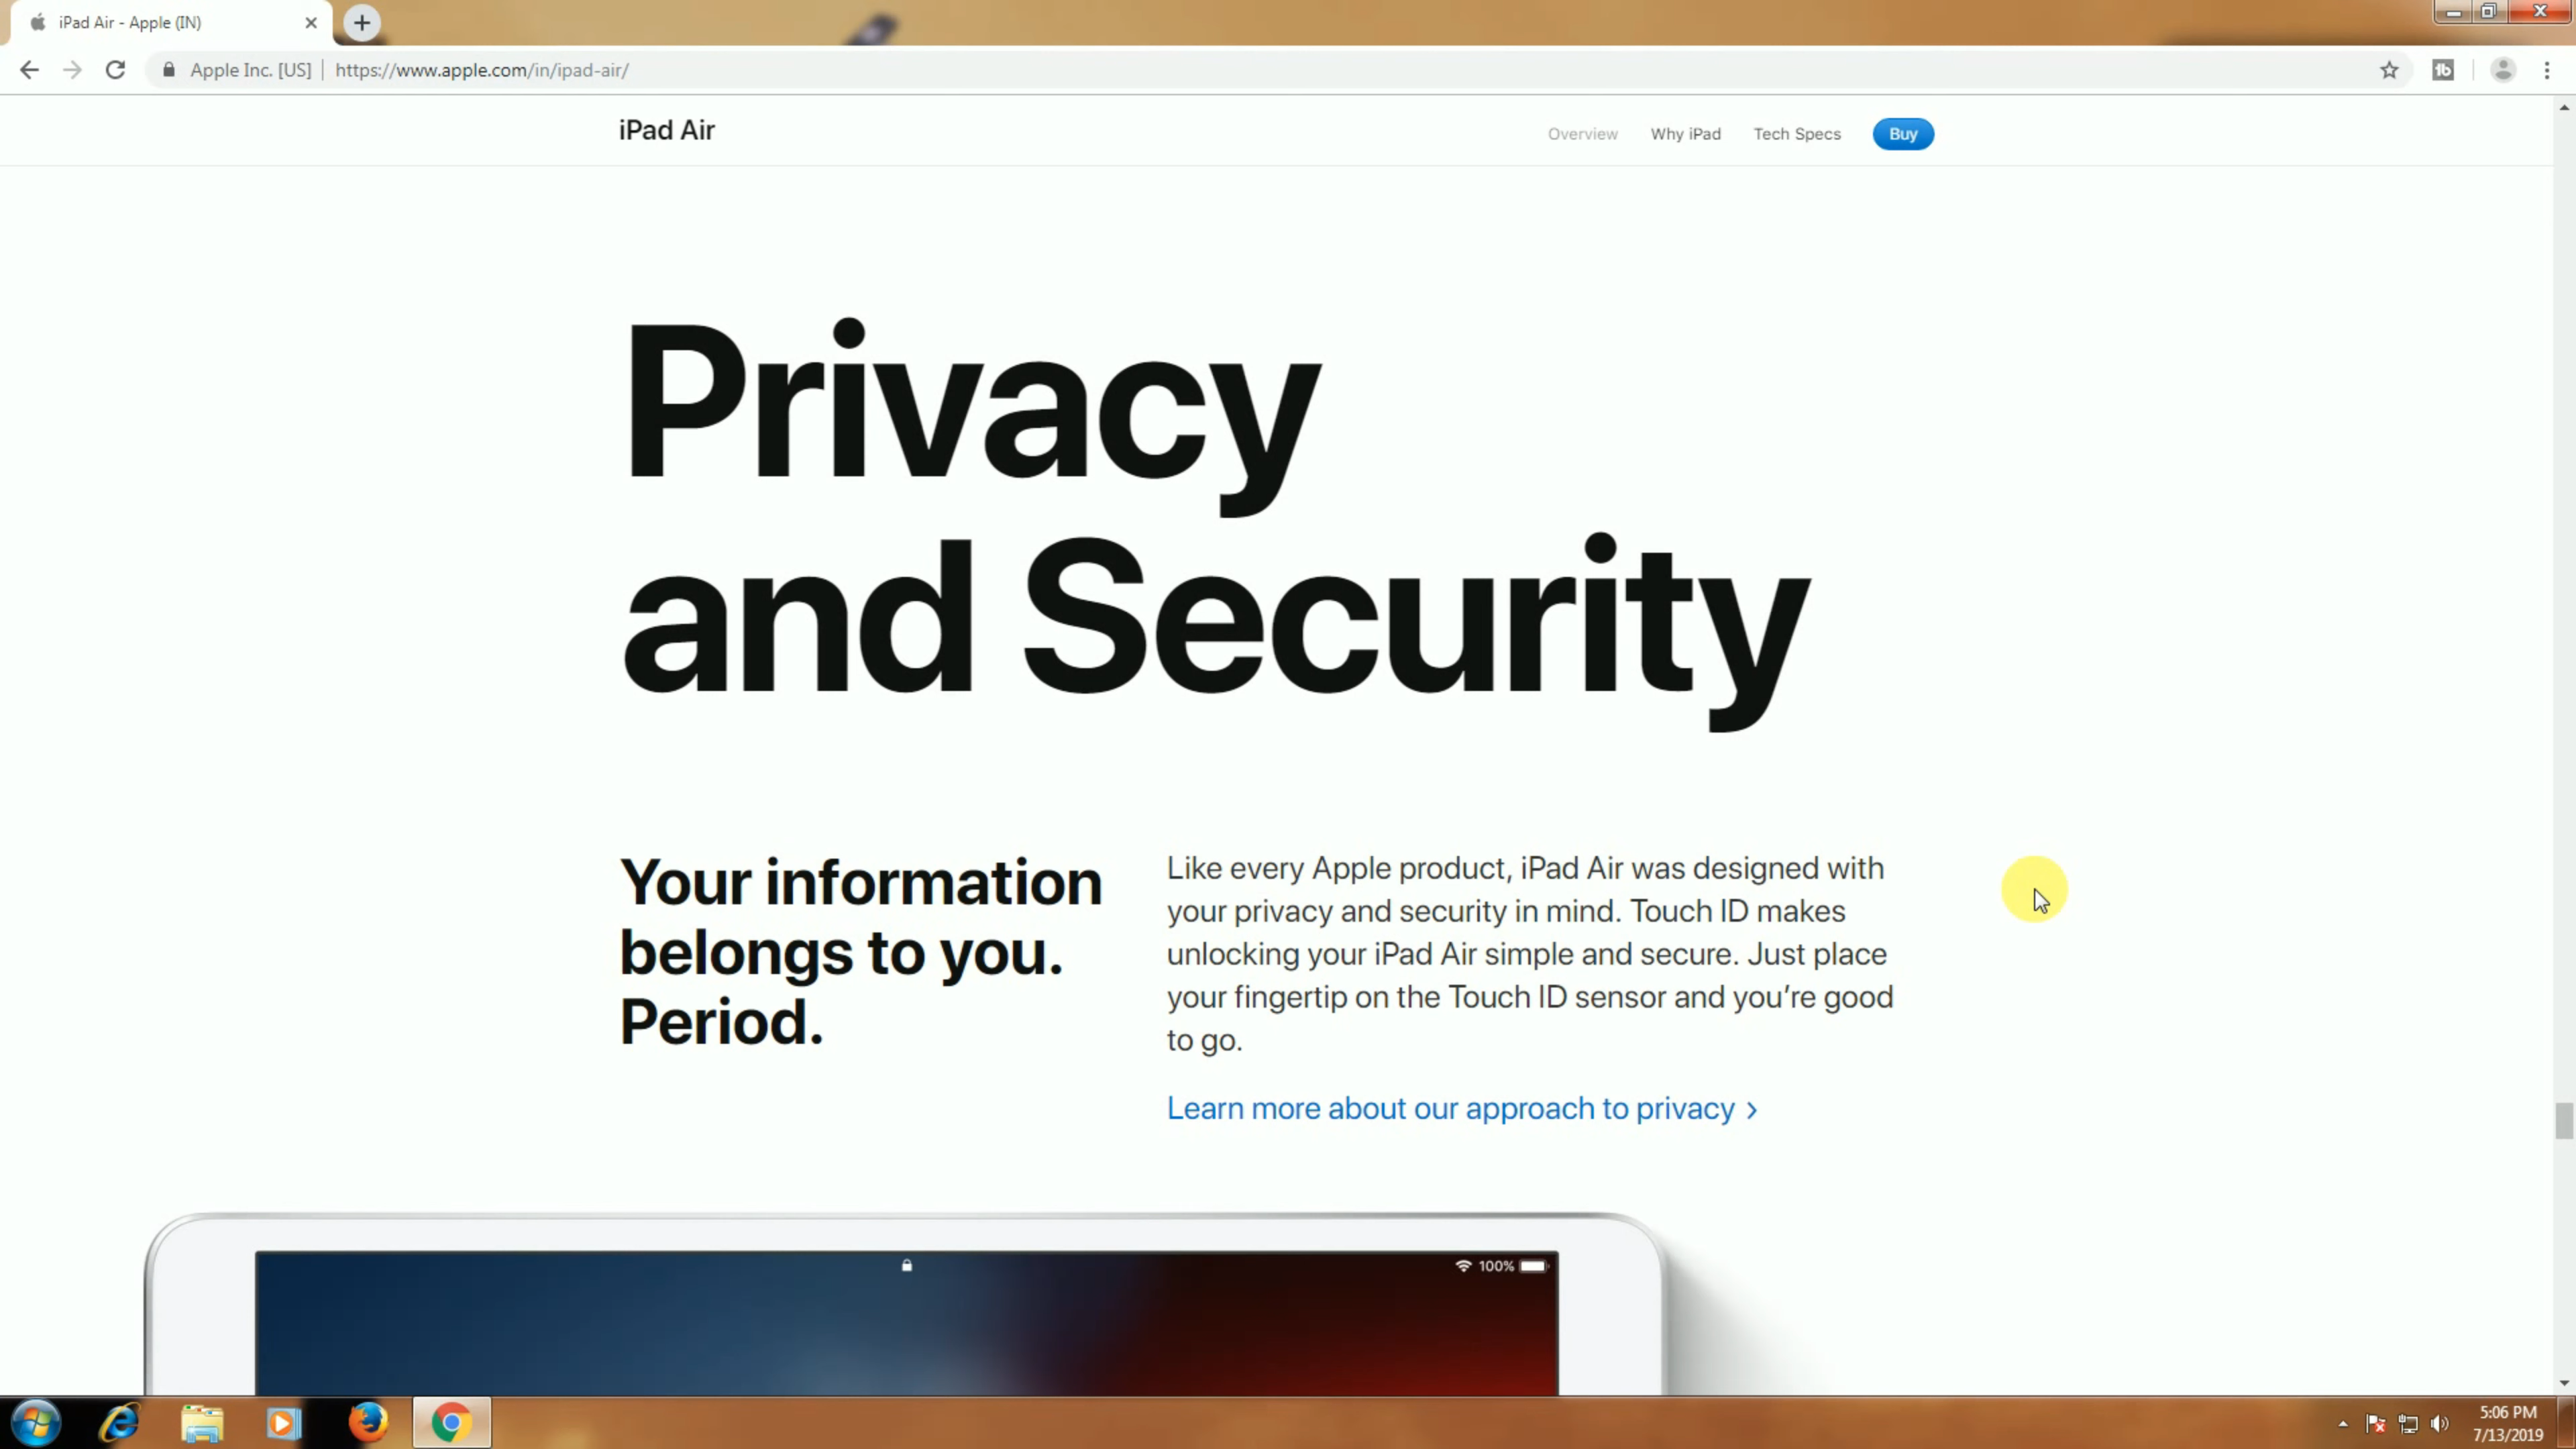 iPad Air - Apple (IN)
Apple Inc. [US] | https://www.apple.com/in/ipad-air/
iPad Air
Overview Why iPad Tech Specs Buy
Privacy
and Security
Your information
belongs to you.
Period.
Like every Apple product, iPad Air was designed with
your privacy and security in mind. Touch ID makes
unlocking your iPad Air simple and secure. Just place
your fingertip on the Touch ID sensor and you’re good
to go.
Learn more about our approach to privacy >
100%
5:06 PM
7/13/2019